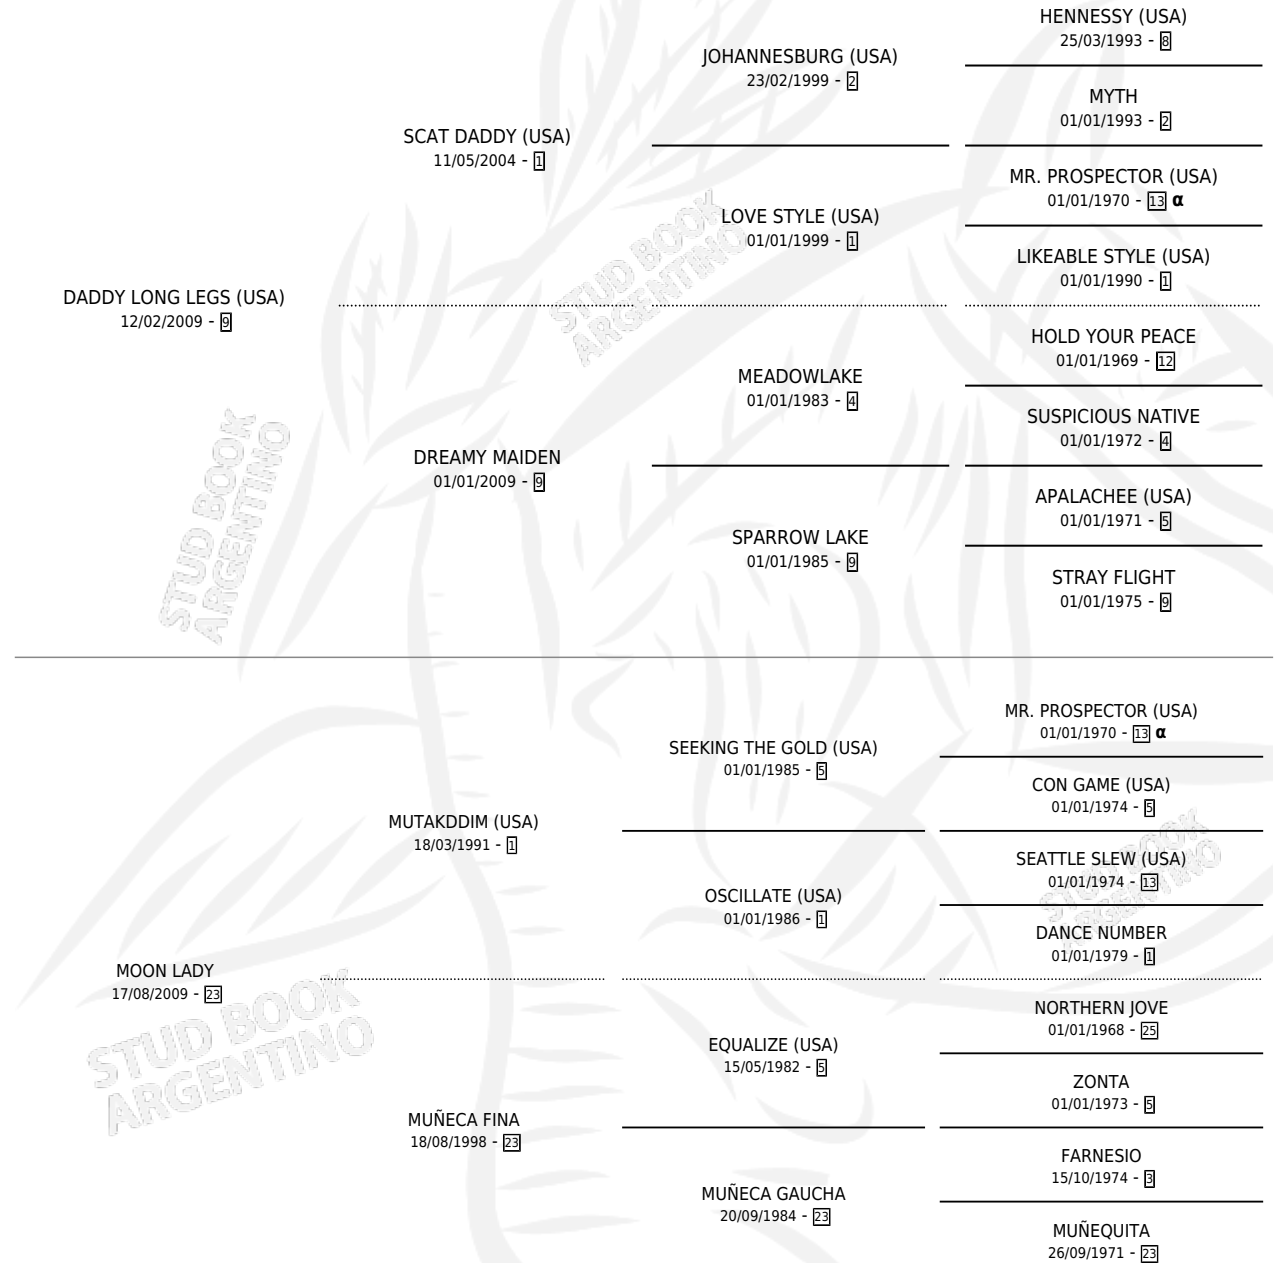 HENNESSY (USA)
25/03/1993 - 8
JOHANNESBURG (USA)
23/02/1999 - 2
MYTH
01/01/1993 - 2
SCAT DADDY (USA)
11/05/2004 - 1
MR. PROSPECTOR (USA)
01/01/1970 - 13 α
LOVE STYLE (USA)
01/01/1999 - 1
LIKEABLE STYLE (USA)
01/01/1990 - 1
DADDY LONG LEGS (USA)
12/02/2009 - 9
HOLD YOUR PEACE
01/01/1969 - 12
MEADOWLAKE
01/01/1983 - 4
SUSPICIOUS NATIVE
01/01/1972 - 4
DREAMY MAIDEN
01/01/2009 - 9
APALACHEE (USA)
01/01/1971 - 5
SPARROW LAKE
01/01/1985 - 9
STRAY FLIGHT
01/01/1975 - 9
STUD BOOK
ARGENTINO
STUD BOOK
ARGENTINO
MR. PROSPECTOR (USA)
01/01/1970 - 13 α
SEEKING THE GOLD (USA)
01/01/1985 - 5
CON GAME (USA)
01/01/1974 - 5
MUTAKDDIM (USA)
18/03/1991 - 1
SEATTLE SLEW (USA)
01/01/1974 - 13
OSCILLATE (USA)
01/01/1986 - 1
DANCE NUMBER
01/01/1979 - 1
MOON LADY
17/08/2009 - 23
NORTHERN JOVE
01/01/1968 - 25
EQUALIZE (USA)
15/05/1982 - 5
ZONTA
01/01/1973 - 5
MUÑECA FINA
18/08/1998 - 23
FARNESIO
15/10/1974 - 3
MUÑECA GAUCHA
20/09/1984 - 23
MUÑEQUITA
26/09/1971 - 23
STUD BOOK
ARGENTINO
STUD BOOK
ARGENTINO